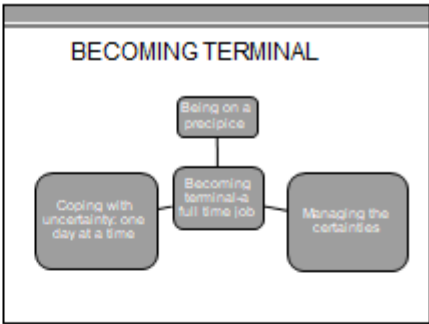 BECOMING TERMINAL
Being on a
precipice
Becoming
terminal-a
full time job
Coping with
uncertainty: one
day at a time
Managing the
certainties